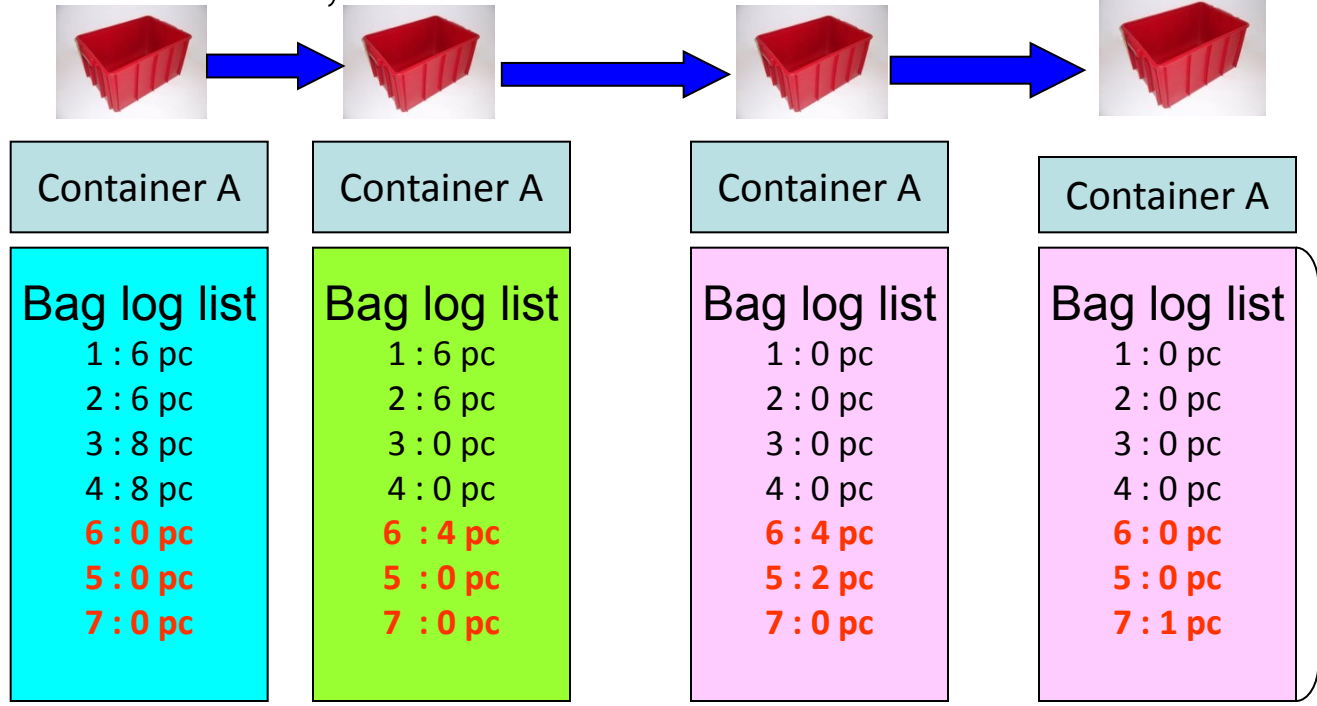 Container A
Bag log list
1 : 6 pc
2 : 6 pc
3 : 8 pc
4 : 8 pc
6 : 0 pc
5 : 0 pc
7 : 0 pc
Container A
Bag log list
1 : 6 pc
2 : 6 pc
3 : 0 pc
4 : 0 pc
6 : 4 pc
5 : 0 pc
7 : 0 pc
Container A
Bag log list
1 : 0 pc
2 : 0 pc
3 : 0 pc
4 : 0 pc
6 : 4 pc
5 : 2 pc
7 : 0 pc
Container A
Bag log list
1 : 0 pc
2 : 0 pc
3 : 0 pc
4 : 0 pc
6 : 0 pc
5 : 0 pc
7 : 1 pc